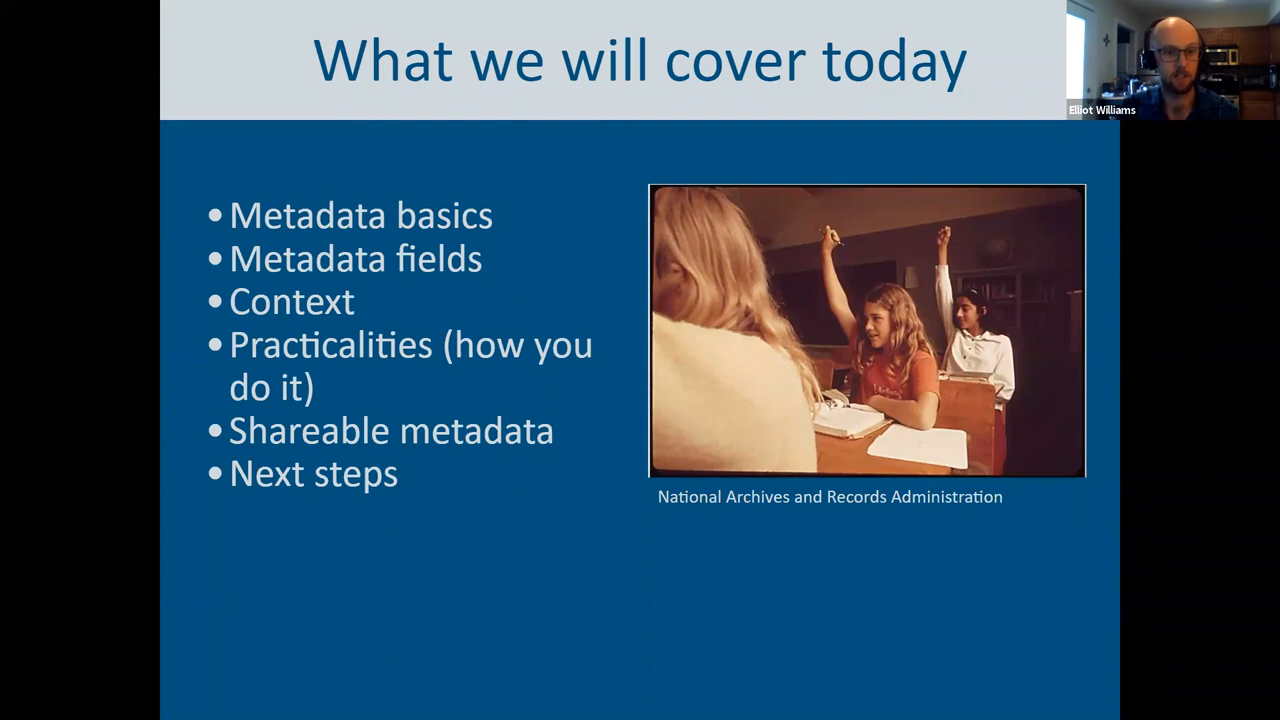 What we will cover today
Elliot Williams
•Metadata basics
•Metadata fields
•Context
•Practicalities (how you
do it)
•Shareable metadata
•Next steps
National Archives and Records Administration